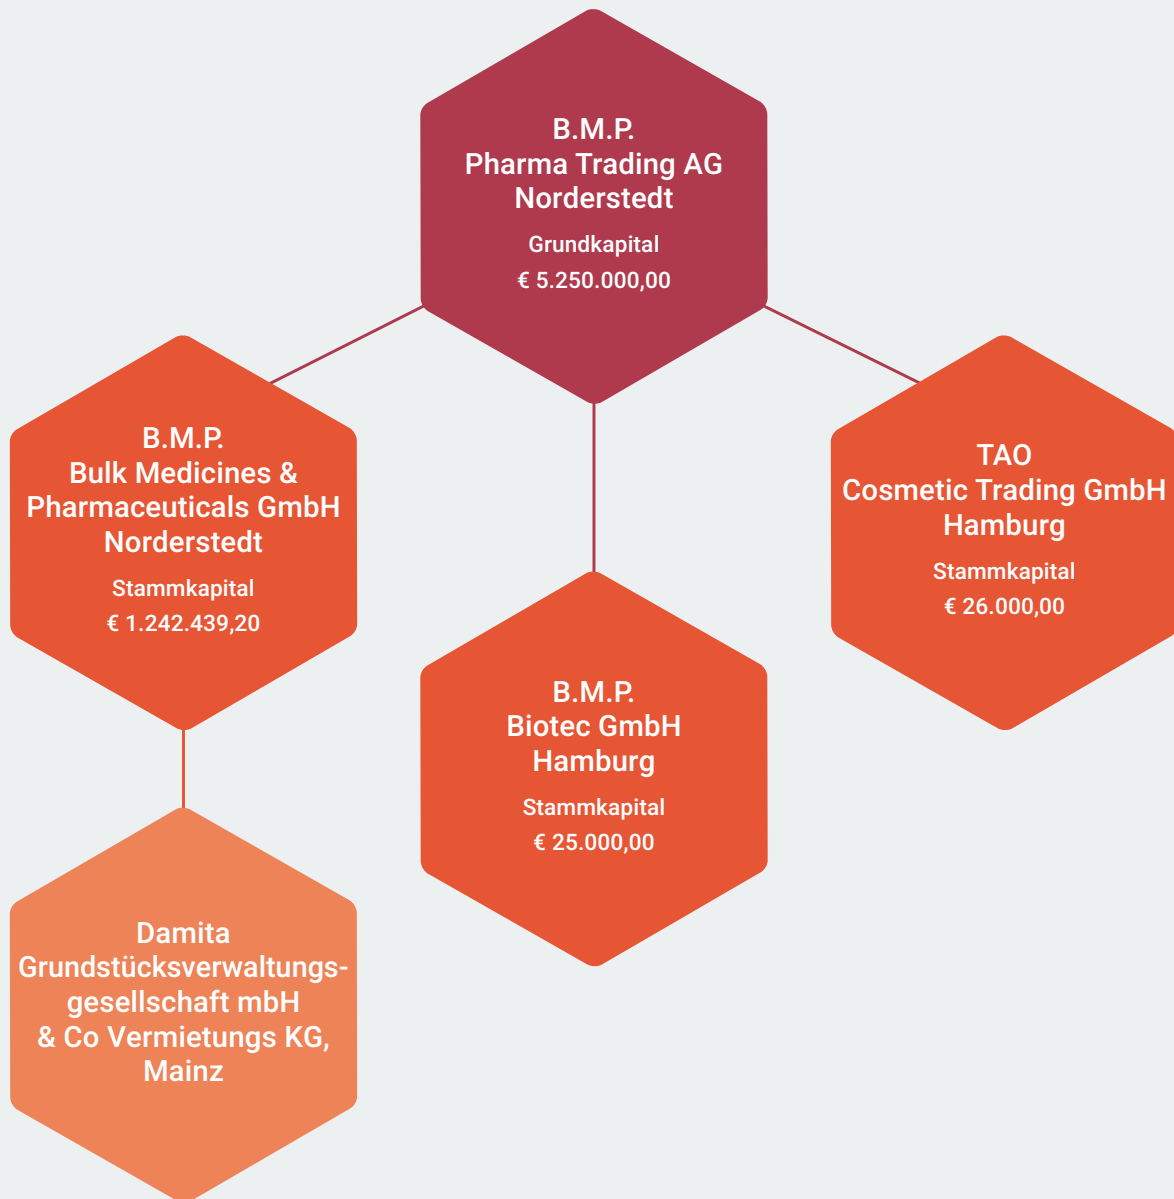 B.M.P.
Pharma Trading AG
Norderstedt
Grundkapital
€ 5.250.000,00
B.M.P.
Bulk Medicines &
Pharmaceuticals GmbH
Norderstedt
Stammkapital
€ 1.242.439,20
TAO
Cosmetic Trading GmbH
Hamburg
Stammkapital
€ 26.000,00
B.M.P.
Biotec GmbH
Hamburg
Stammkapital
€ 25.000,00
Damita
Grundstücksverwaltungs-
gesellschaft mbH
& Co Vermietungs KG,
Mainz